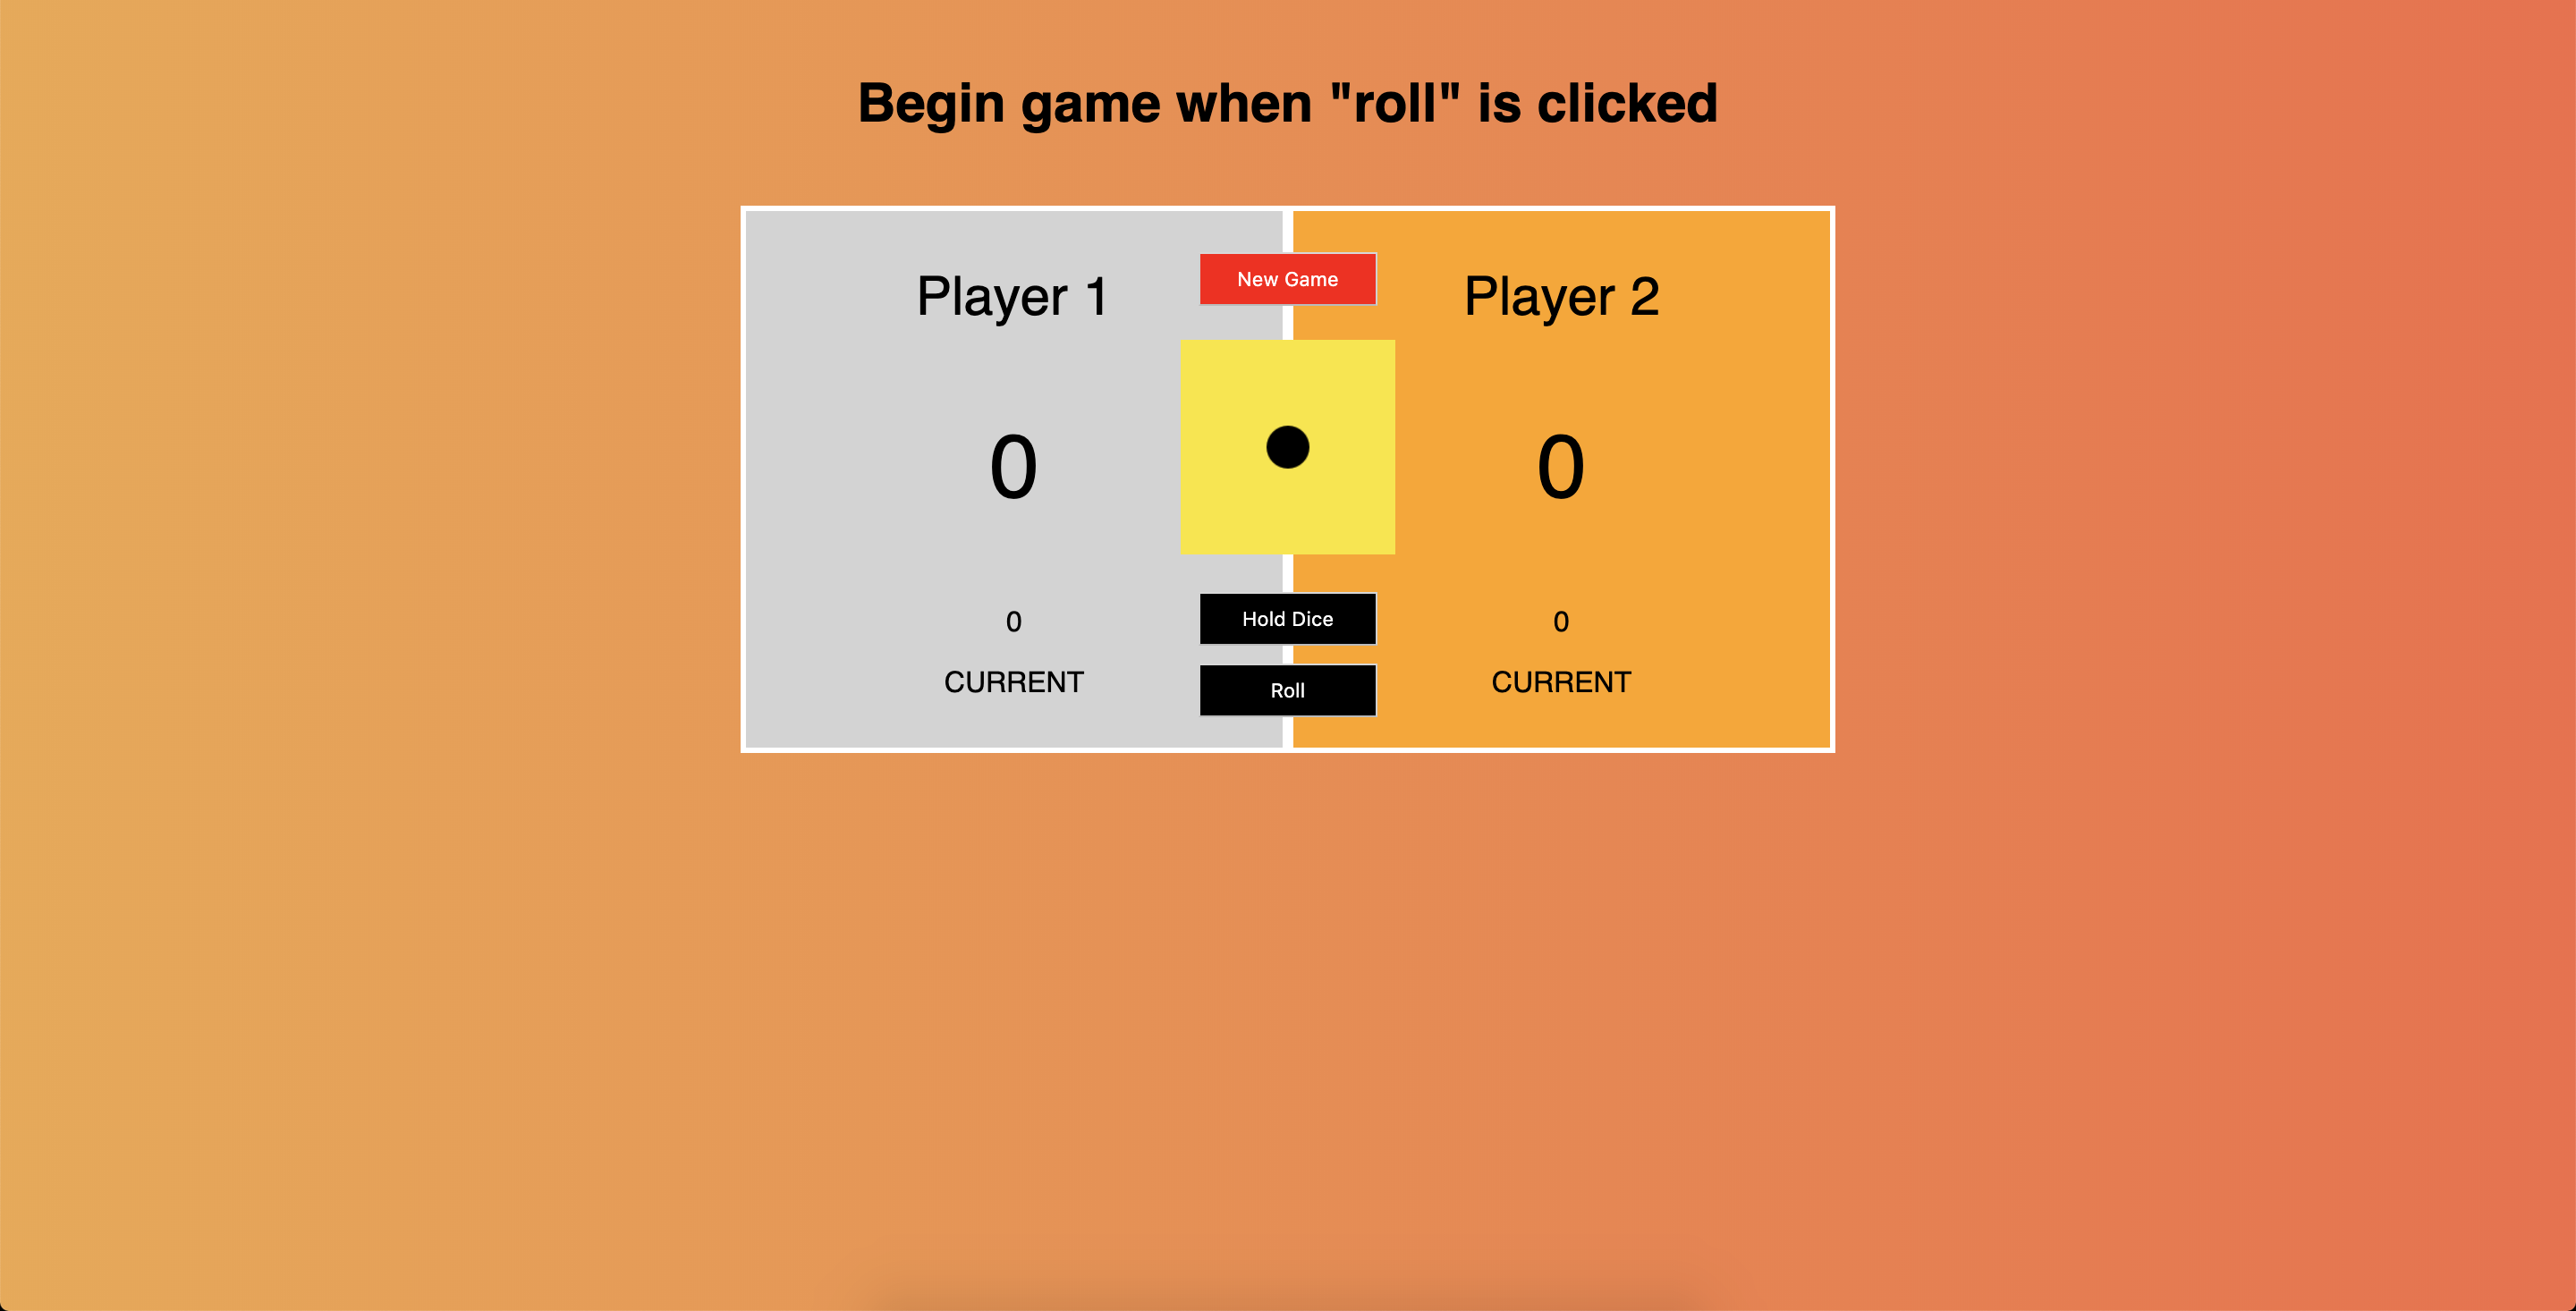 Begin game when "roll" is clicked
Player 1
0
0
CURRENT
New Game
Hold Dice
Roll
Player 2
0
0
CURRENT